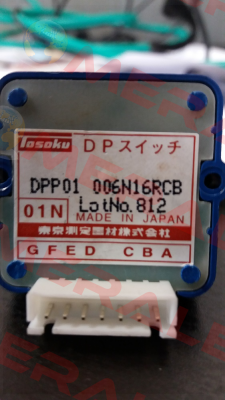 Tosoku DPスイッチ
DPP01 006N16RCB
LotNo.812
01N MADE IN JAPAN
東京測定器材株式会社
GFED CBA